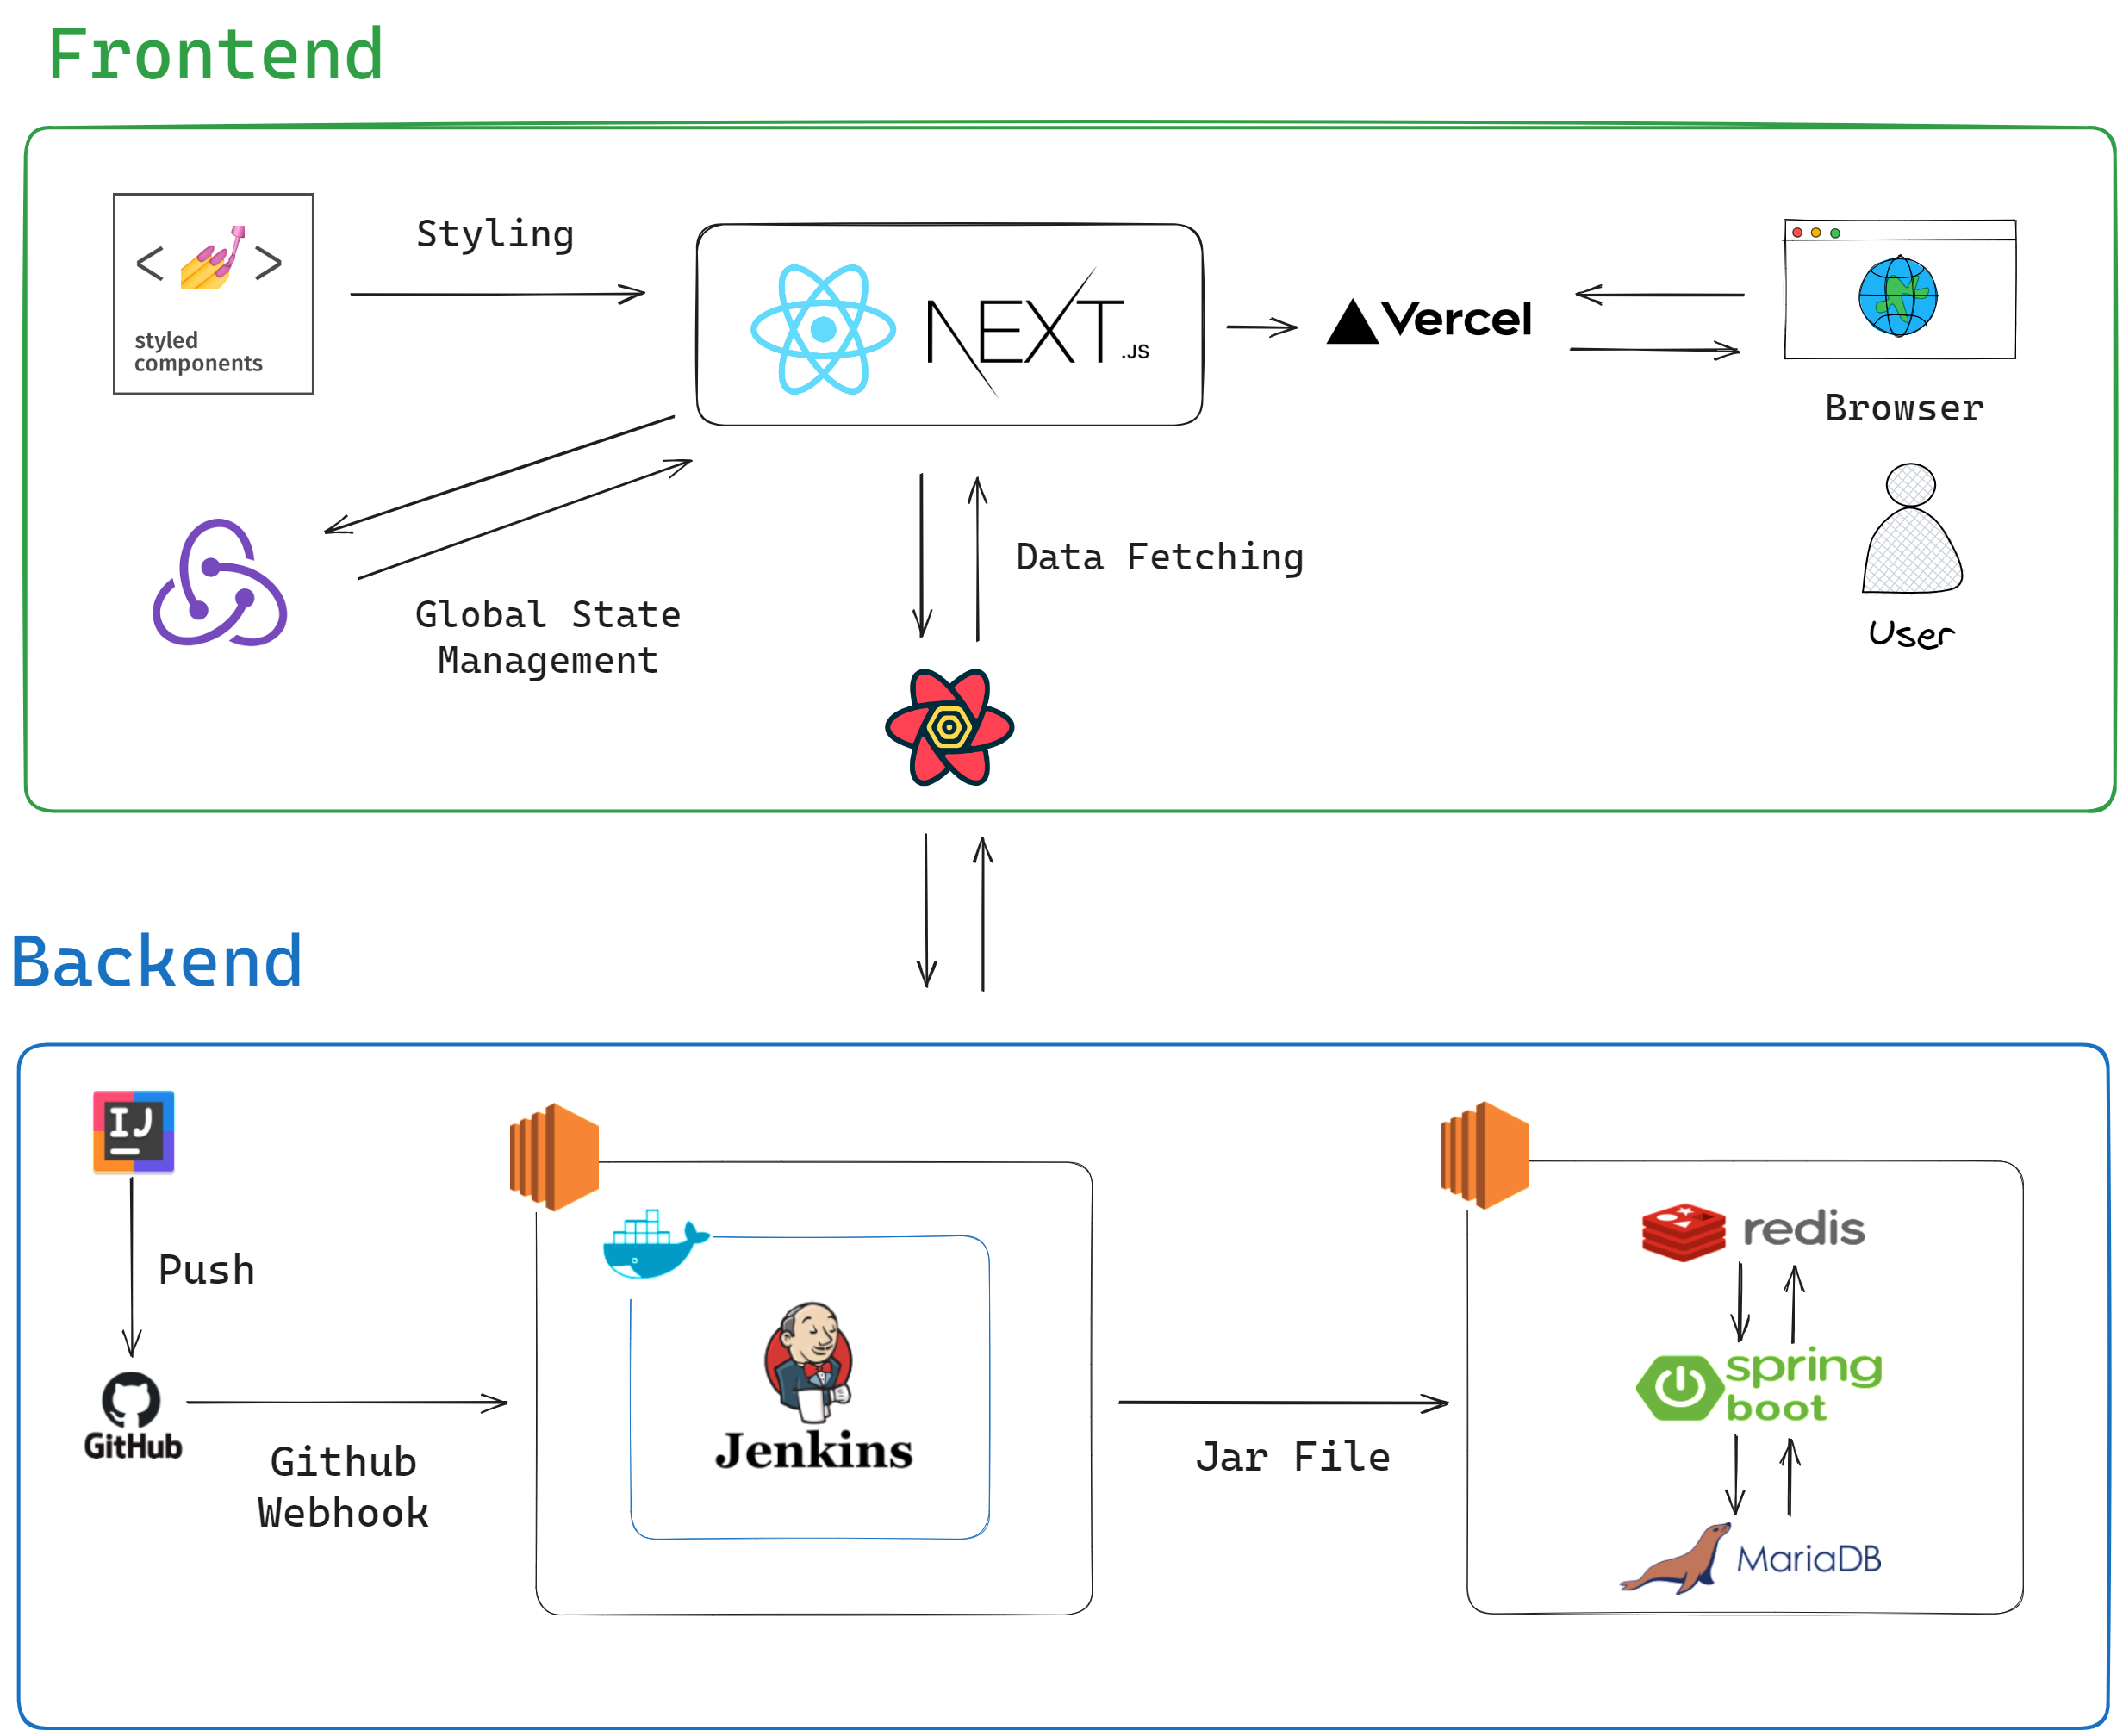 Frontend
< >
styled
components
Styling
NEXT.JS
Vercel
Browser
User
Global State
Management
Data Fetching
Backend
IJ
Push
GitHub
Github
Webhook
Jenkins
Jar File
redis
spring
boot
MariaDB